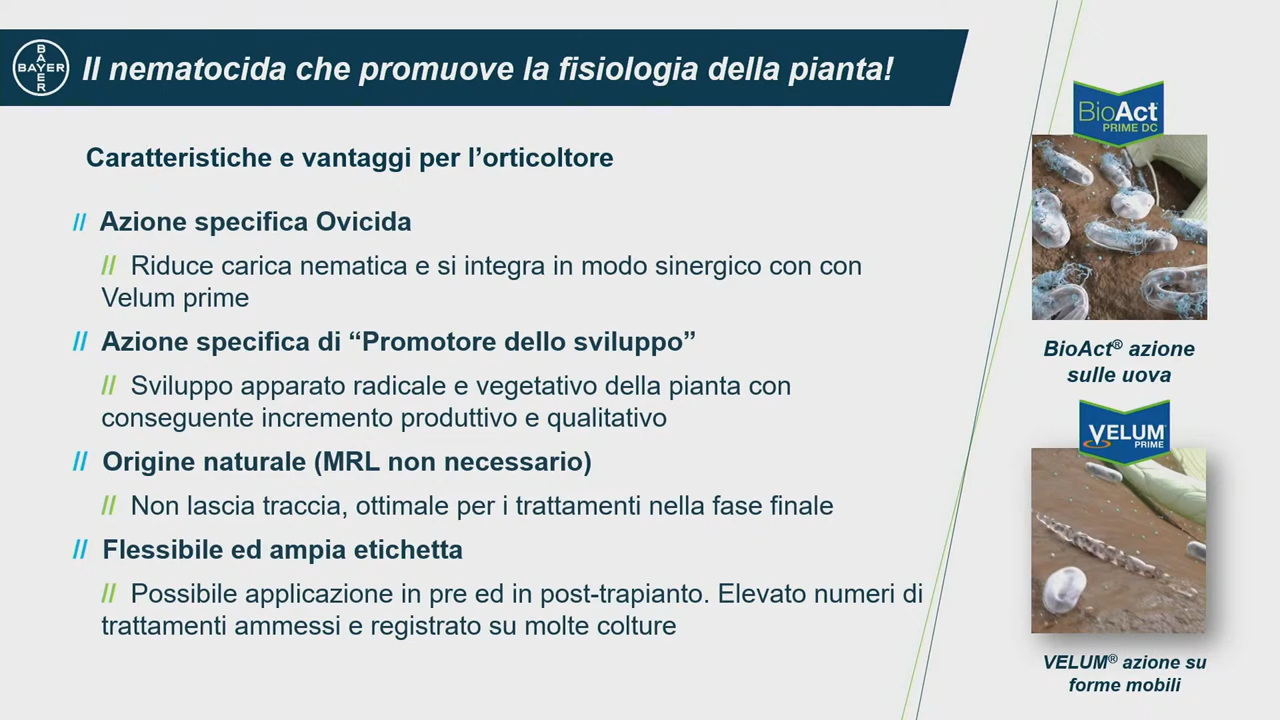 BAYER
BAYER
Il nematocida che promuove la fisiologia della pianta!
Caratteristiche e vantaggi per l'orticoltore
// Azione specifica Ovicida
// Riduce carica nematica e si integra in modo sinergico con con
Velum prime
// Azione specifica di “Promotore dello sviluppo”
// Sviluppo apparato radicale e vegetativo della pianta con
conseguente incremento produttivo e qualitativo
// Origine naturale (MRL non necessario)
// Non lascia traccia, ottimale per i trattamenti nella fase finale
// Flessibile ed ampia etichetta
// Possibile applicazione in pre ed in post-trapianto. Elevato numeri di
trattamenti ammessi e registrato su molte colture
BioAct®
PRIME DC
BioAct® azione
sulle uova
VELUM®
PRIME
VELUM® azione su
forme mobili